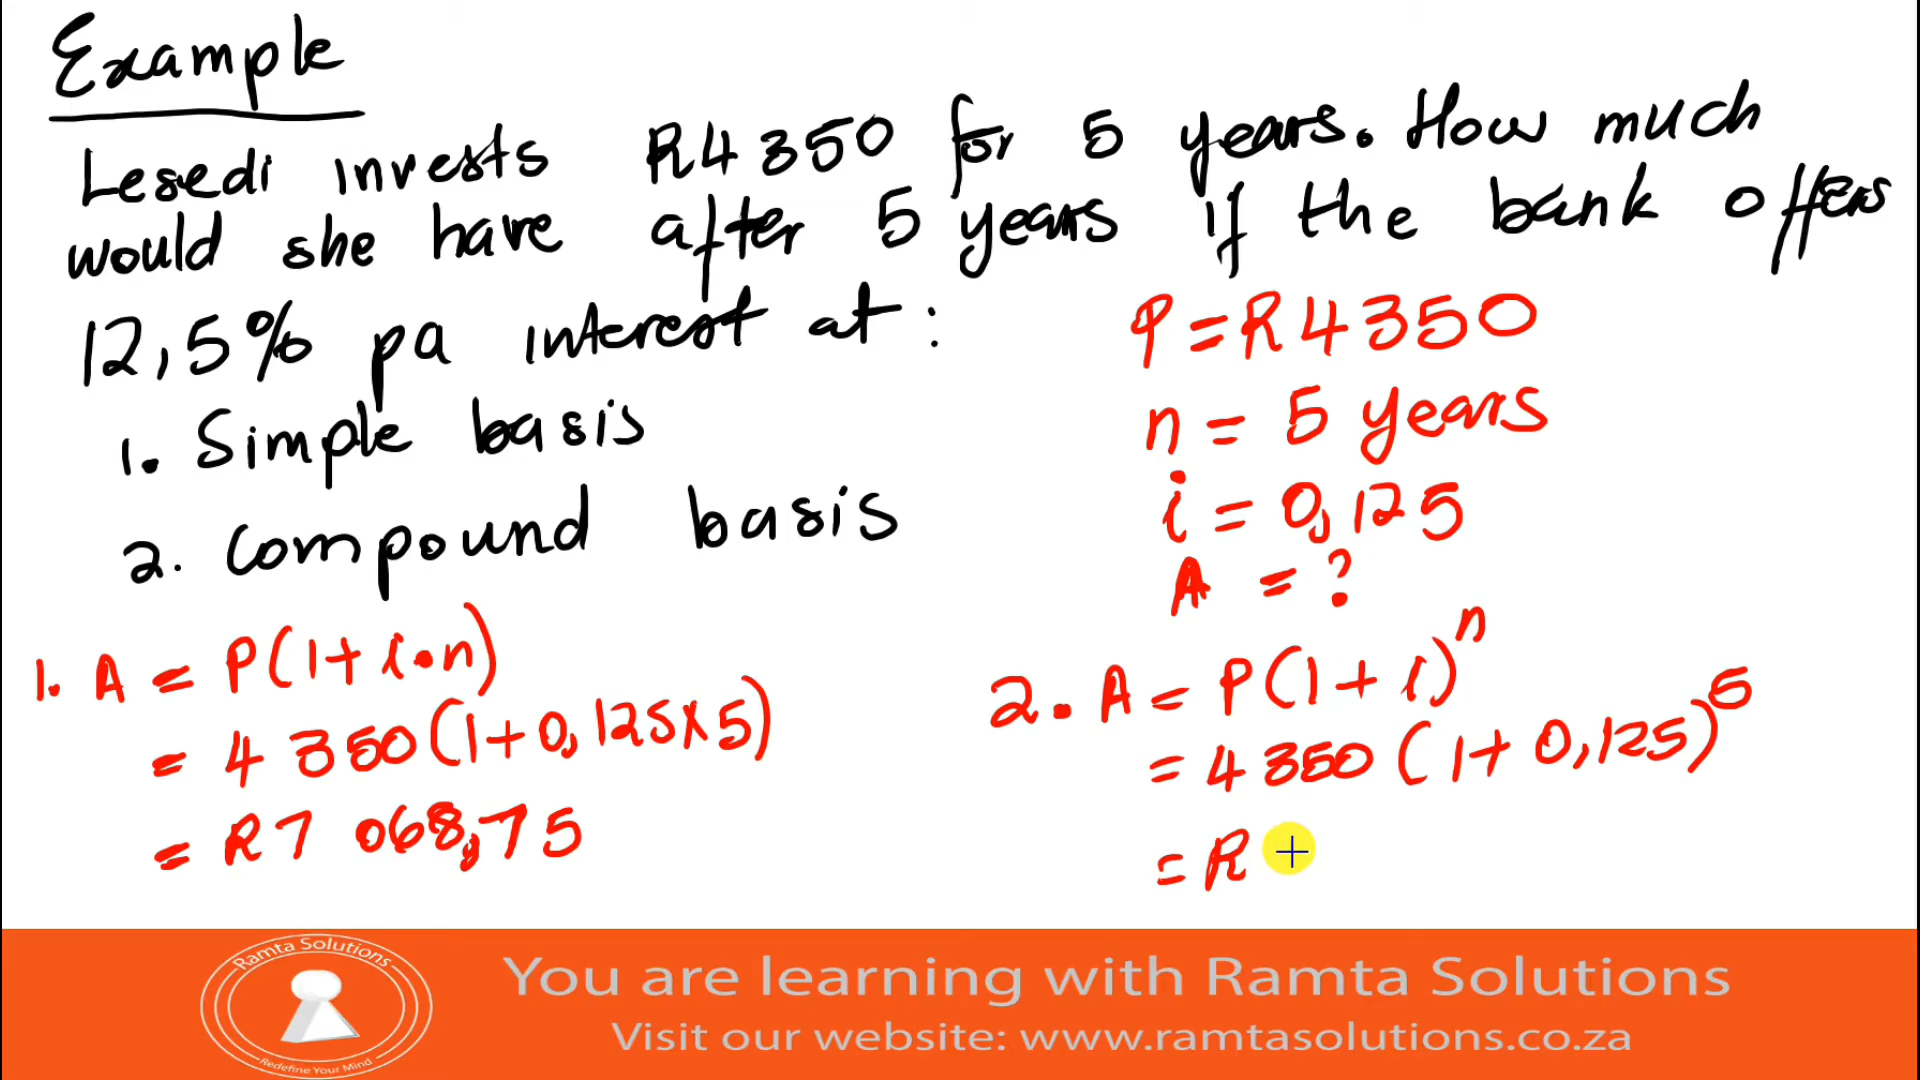 Example
Lesedi invests R4350 for 5 years. How much
would she have after 5 years if the bank offers
12,5% pa interest at:
1. Simple basis
2. Compound basis
P = R4350
n = 5 years
i = 0,125
A = ?
1. A = P(1 + i•n)
= 4 350(1 + 0,125 × 5)
= R7 068,75
2. A = P(1 + i)^n
= 4 350 (1 + 0,125)^5
= R
Ramta Solutions
Redefine Your Mind
You are learning with Ramta Solutions
Visit our website: www.ramtasolutions.co.za